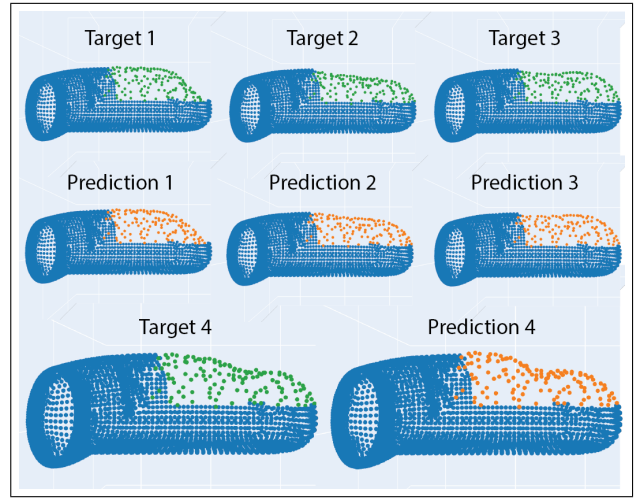 Target 1
Target 2
Target 3
Prediction 1
Prediction 2
Prediction 3
Target 4
Prediction 4